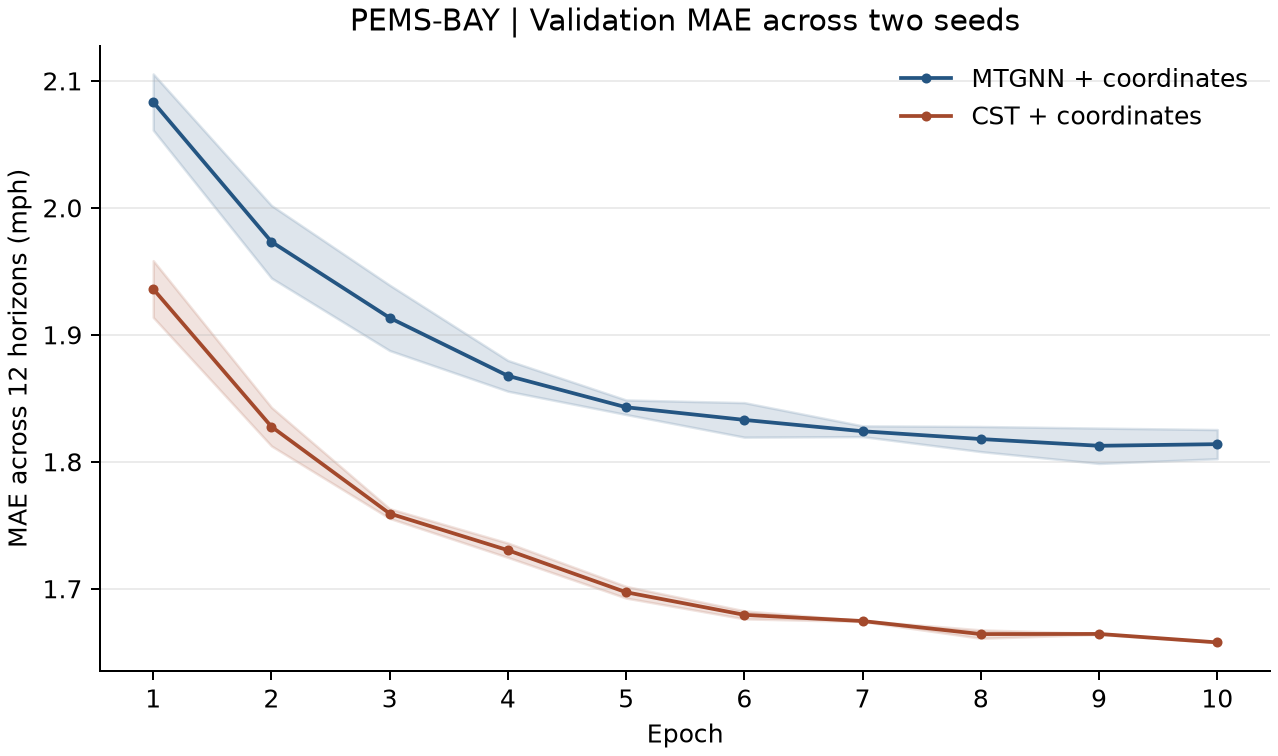 PEMS-BAY | Validation MAE across two seeds
MTGNN + coordinates
CST + coordinates
MAE across 12 horizons (mph)
2.1
2.0
1.9
1.8
1.7
1 2 3 4 5 6 7 8 9 10
Epoch